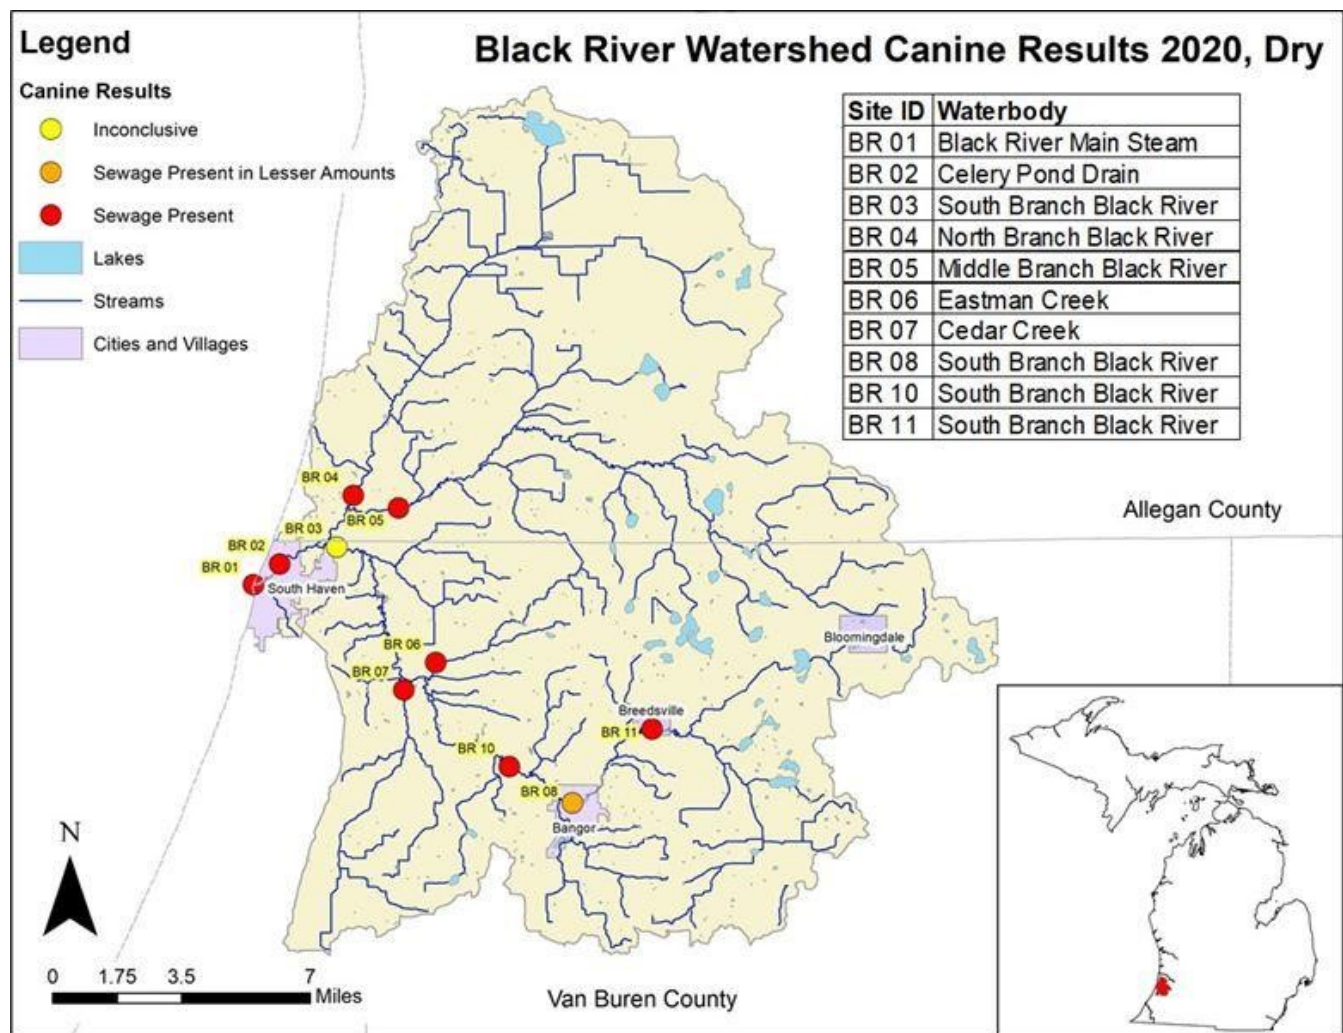 Legend
Black River Watershed Canine Results 2020, Dry
Canine Results
Inconclusive
Sewage Present in Lesser Amounts
Sewage Present
Lakes
Streams
Cities and Villages
Site ID Waterbody
BR 01 Black River Main Steam
BR 02 Celery Pond Drain
BR 03 South Branch Black River
BR 04 North Branch Black River
BR 05 Middle Branch Black River
BR 06 Eastman Creek
BR 07 Cedar Creek
BR 08 South Branch Black River
BR 10 South Branch Black River
BR 11 South Branch Black River
BR 04
BR 05
BR 03
Allegan County
BR 02
BR 01
South Haven
Bloomingdale
BR 06
BR 07
Breedsville
BR 11
BR 10
BR 08
Bangor
N
0 1.75 3.5 7
Miles
Van Buren County